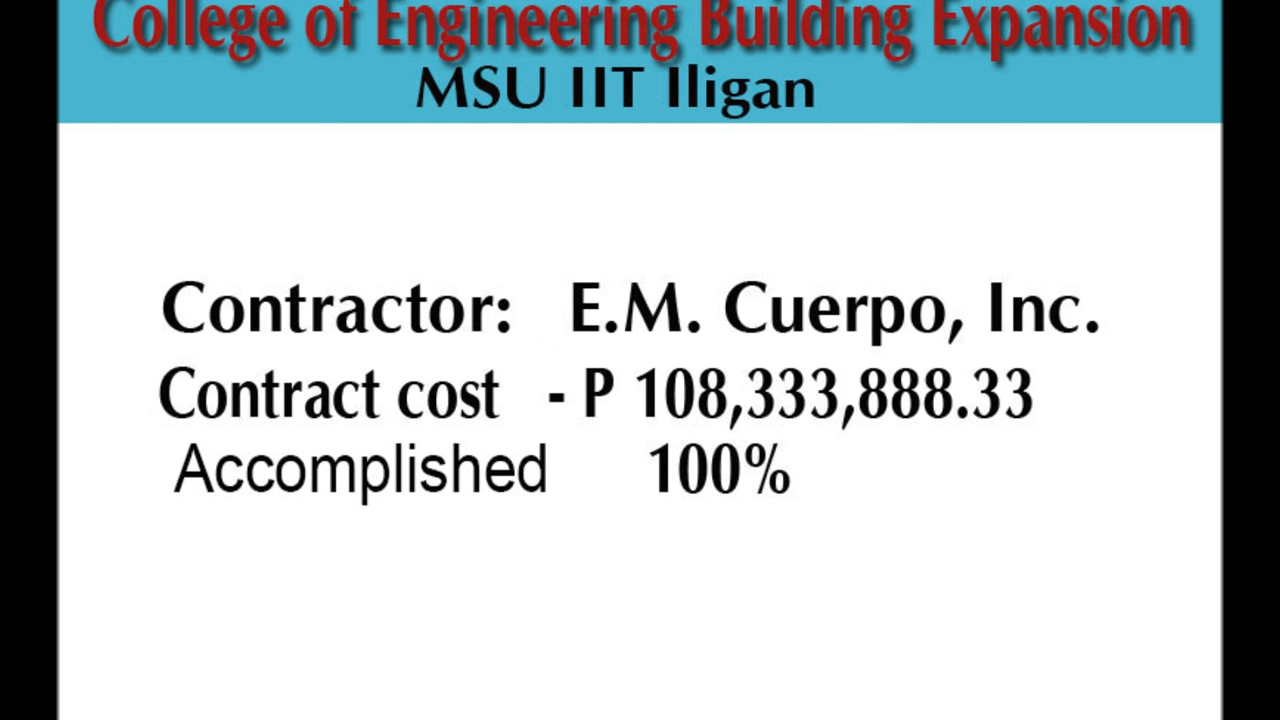 College of Engineering Building Expansion
MSU IIT Iligan
Contractor: E.M. Cuerpo, Inc.
Contract cost - P 108,333,888.33
Accomplished 100%